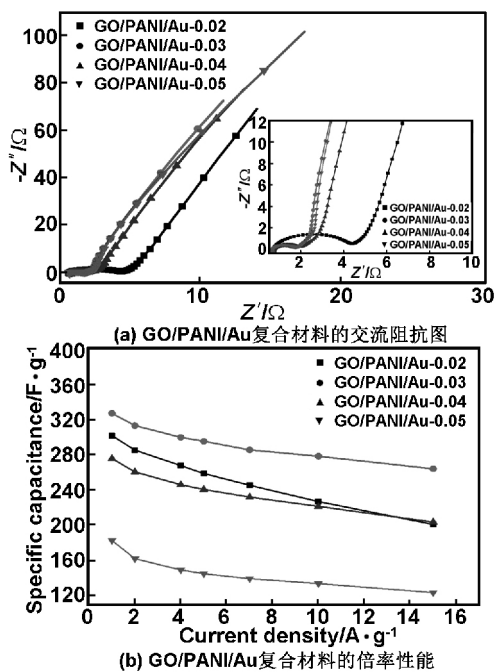 100
80
60
40
20
0
-Z″/Ω
GO/PANI/Au-0.02
GO/PANI/Au-0.03
GO/PANI/Au-0.04
GO/PANI/Au-0.05
12
10
8
6
4
2
0
-Z″/Ω
GO/PANI/Au-0.02
GO/PANI/Au-0.03
GO/PANI/Au-0.04
GO/PANI/Au-0.05
2 4 6 8 10
Z′/Ω
0 10 20 30
Z′/Ω
(a) GO/PANI/Au复合材料的交流阻抗图
400
360
320
280
240
200
160
120
Specific capacitance/F·g⁻¹
GO/PANI/Au-0.02
GO/PANI/Au-0.03
GO/PANI/Au-0.04
GO/PANI/Au-0.05
0 2 4 6 8 10 12 14 16
Current density/A·g⁻¹
(b) GO/PANI/Au复合材料的倍率性能